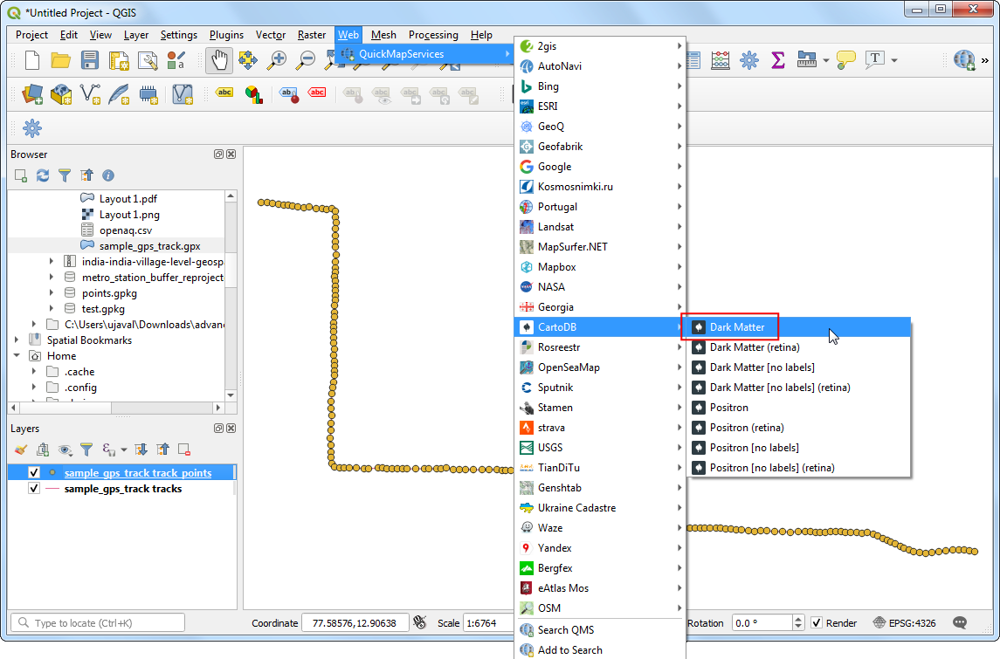 *Untitled Project - QGIS
Project Edit View Layer Settings Plugins Vector Raster Web Mesh Processing Help
QuickMapServices
abc
ab
abc
Browser
Layout 1.pdf
Layout 1.png
openaq.csv
sample_gps_track.gpx
india-india-village-level-geosp
metro_station_buffer_reproject
points.gpkg
test.gpkg
C:\Users\ujaval\Downloads\advan
Spatial Bookmarks
Home
.cache
.config
Layers
sample_gps_track track_points
sample_gps_track tracks
2gis
AutoNavi
Bing
ESRI
GeoQ
Geofabrik
Google
Kosmosnimki.ru
Portugal
Landsat
MapSurfer.NET
Mapbox
NASA
Georgia
CartoDB
Rosreestr
OpenSeaMap
Sputnik
Stamen
strava
USGS
TianDiTu
Genshtab
Ukraine Cadastre
Waze
Yandex
Bergfex
eAtlas Mos
OSM
Search QMS
Add to Search
Dark Matter
Dark Matter (retina)
Dark Matter [no labels]
Dark Matter [no labels] (retina)
Positron
Positron (retina)
Positron [no labels]
Positron [no labels] (retina)
Type to locate (Ctrl+K)
Coordinate 77.58576,12.90638 Scale 1:6764
Rotation 0.0 ° Render EPSG:4326